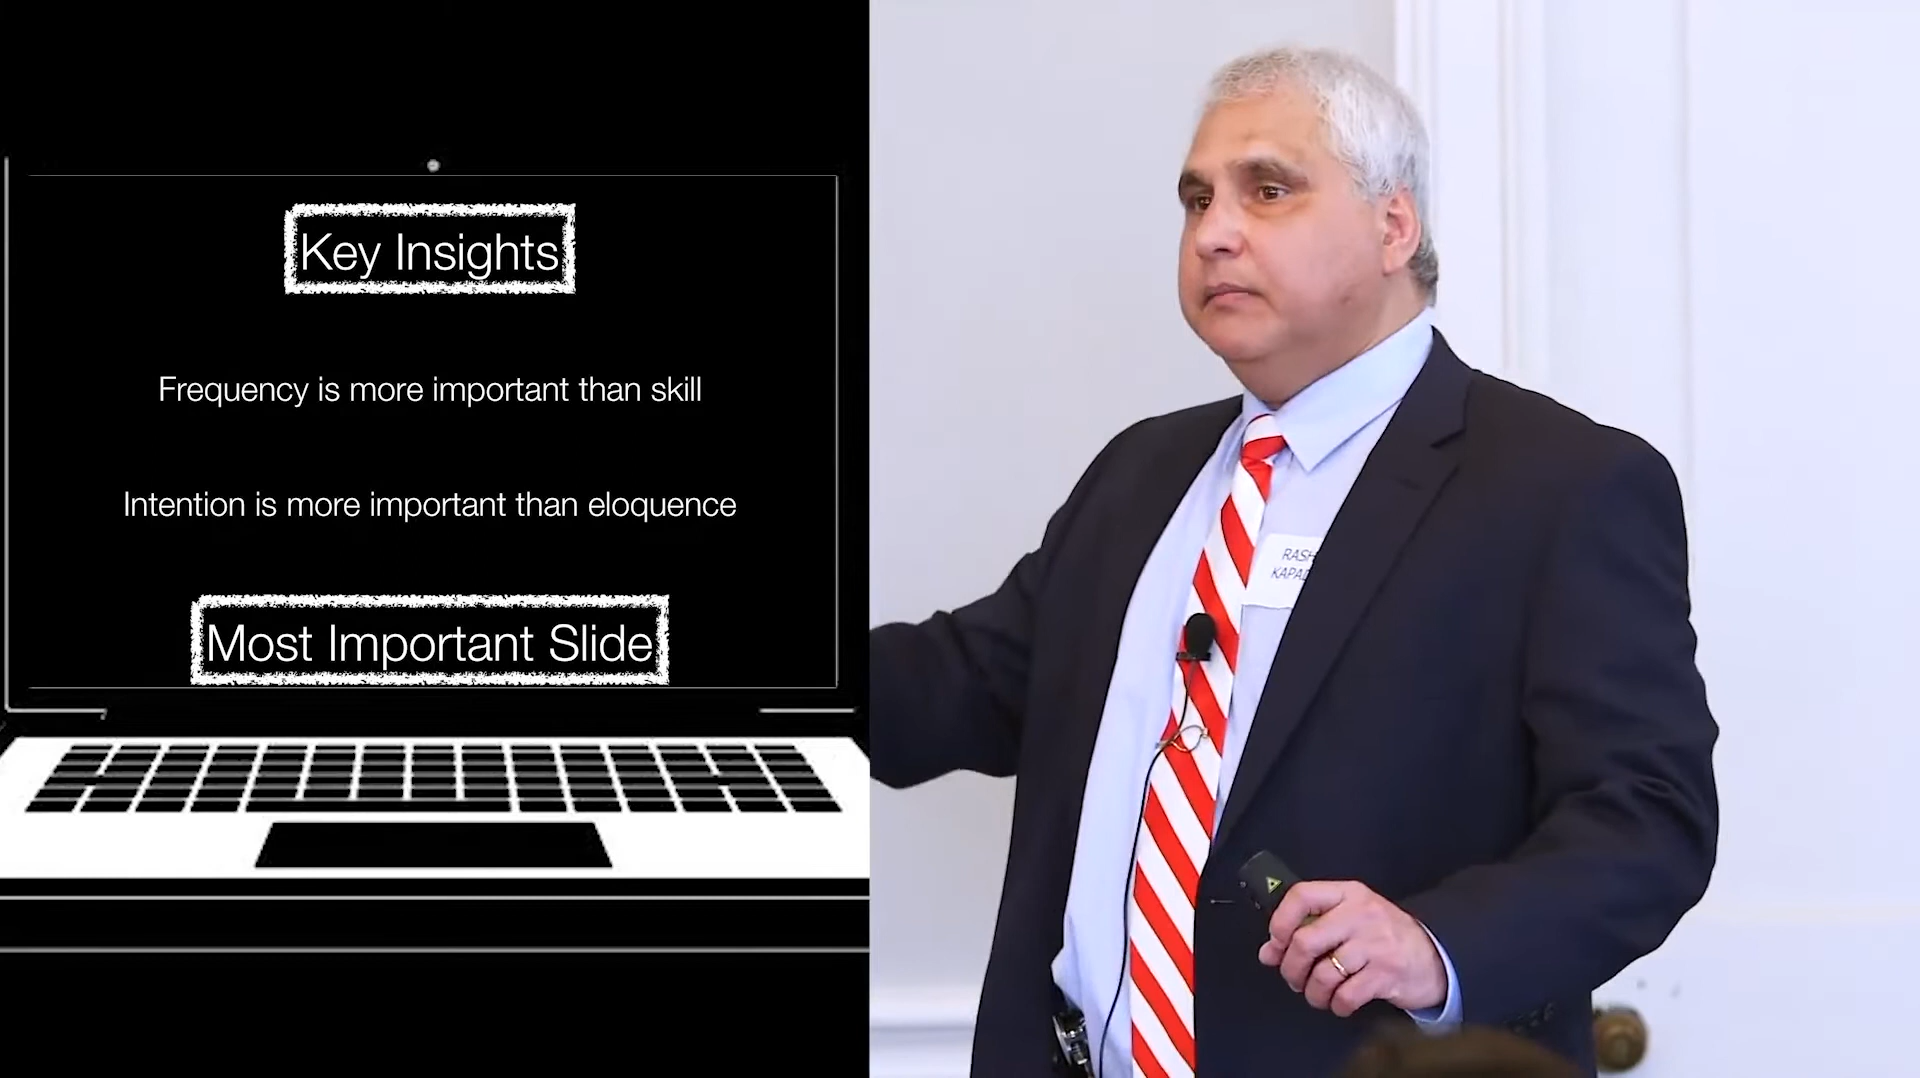 Key Insights
Frequency is more important than skill
Intention is more important than eloquence
Most Important Slide